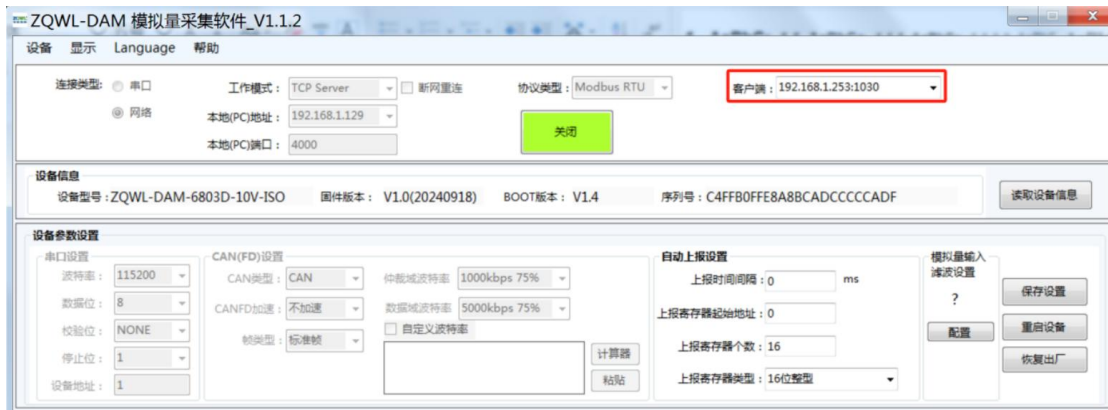 ZQWL-DAM 模拟量采集软件_V1.1.2
设备 显示 Language 帮助
连接类型: 串口 工作模式: TCP Server 断网重连 协议类型: Modbus RTU 客户端: 192.168.1.253:1030
网络 本地(PC)地址: 192.168.1.129 关闭
本地(PC)端口: 4000
设备信息
设备型号:ZQWL-DAM-6803D-10V-ISO 固件版本: V1.0(20240918) BOOT版本: V1.4 序列号: C4FFB0FFE8A8BCADCCCCCADF 读取设备信息
设备参数设置
串口设置 CAN(FD)设置 自动上报设置 模拟量输入
滤波设置
波特率: 115200 CAN类型: CAN 仲裁域波特率 1000kbps 75% 上报时间间隔: 0 ms ? 保存设置
数据位: 8 CANFD加速: 不加速 数据域波特率 5000kbps 75% 上报寄存器起始地址: 0
校验位: NONE 帧类型: 标准帧 自定义波特率 配置 重启设备
停止位: 1 计算器 上报寄存器个数: 16 恢复出厂
设备地址: 1 粘贴 上报寄存器类型: 16位整型